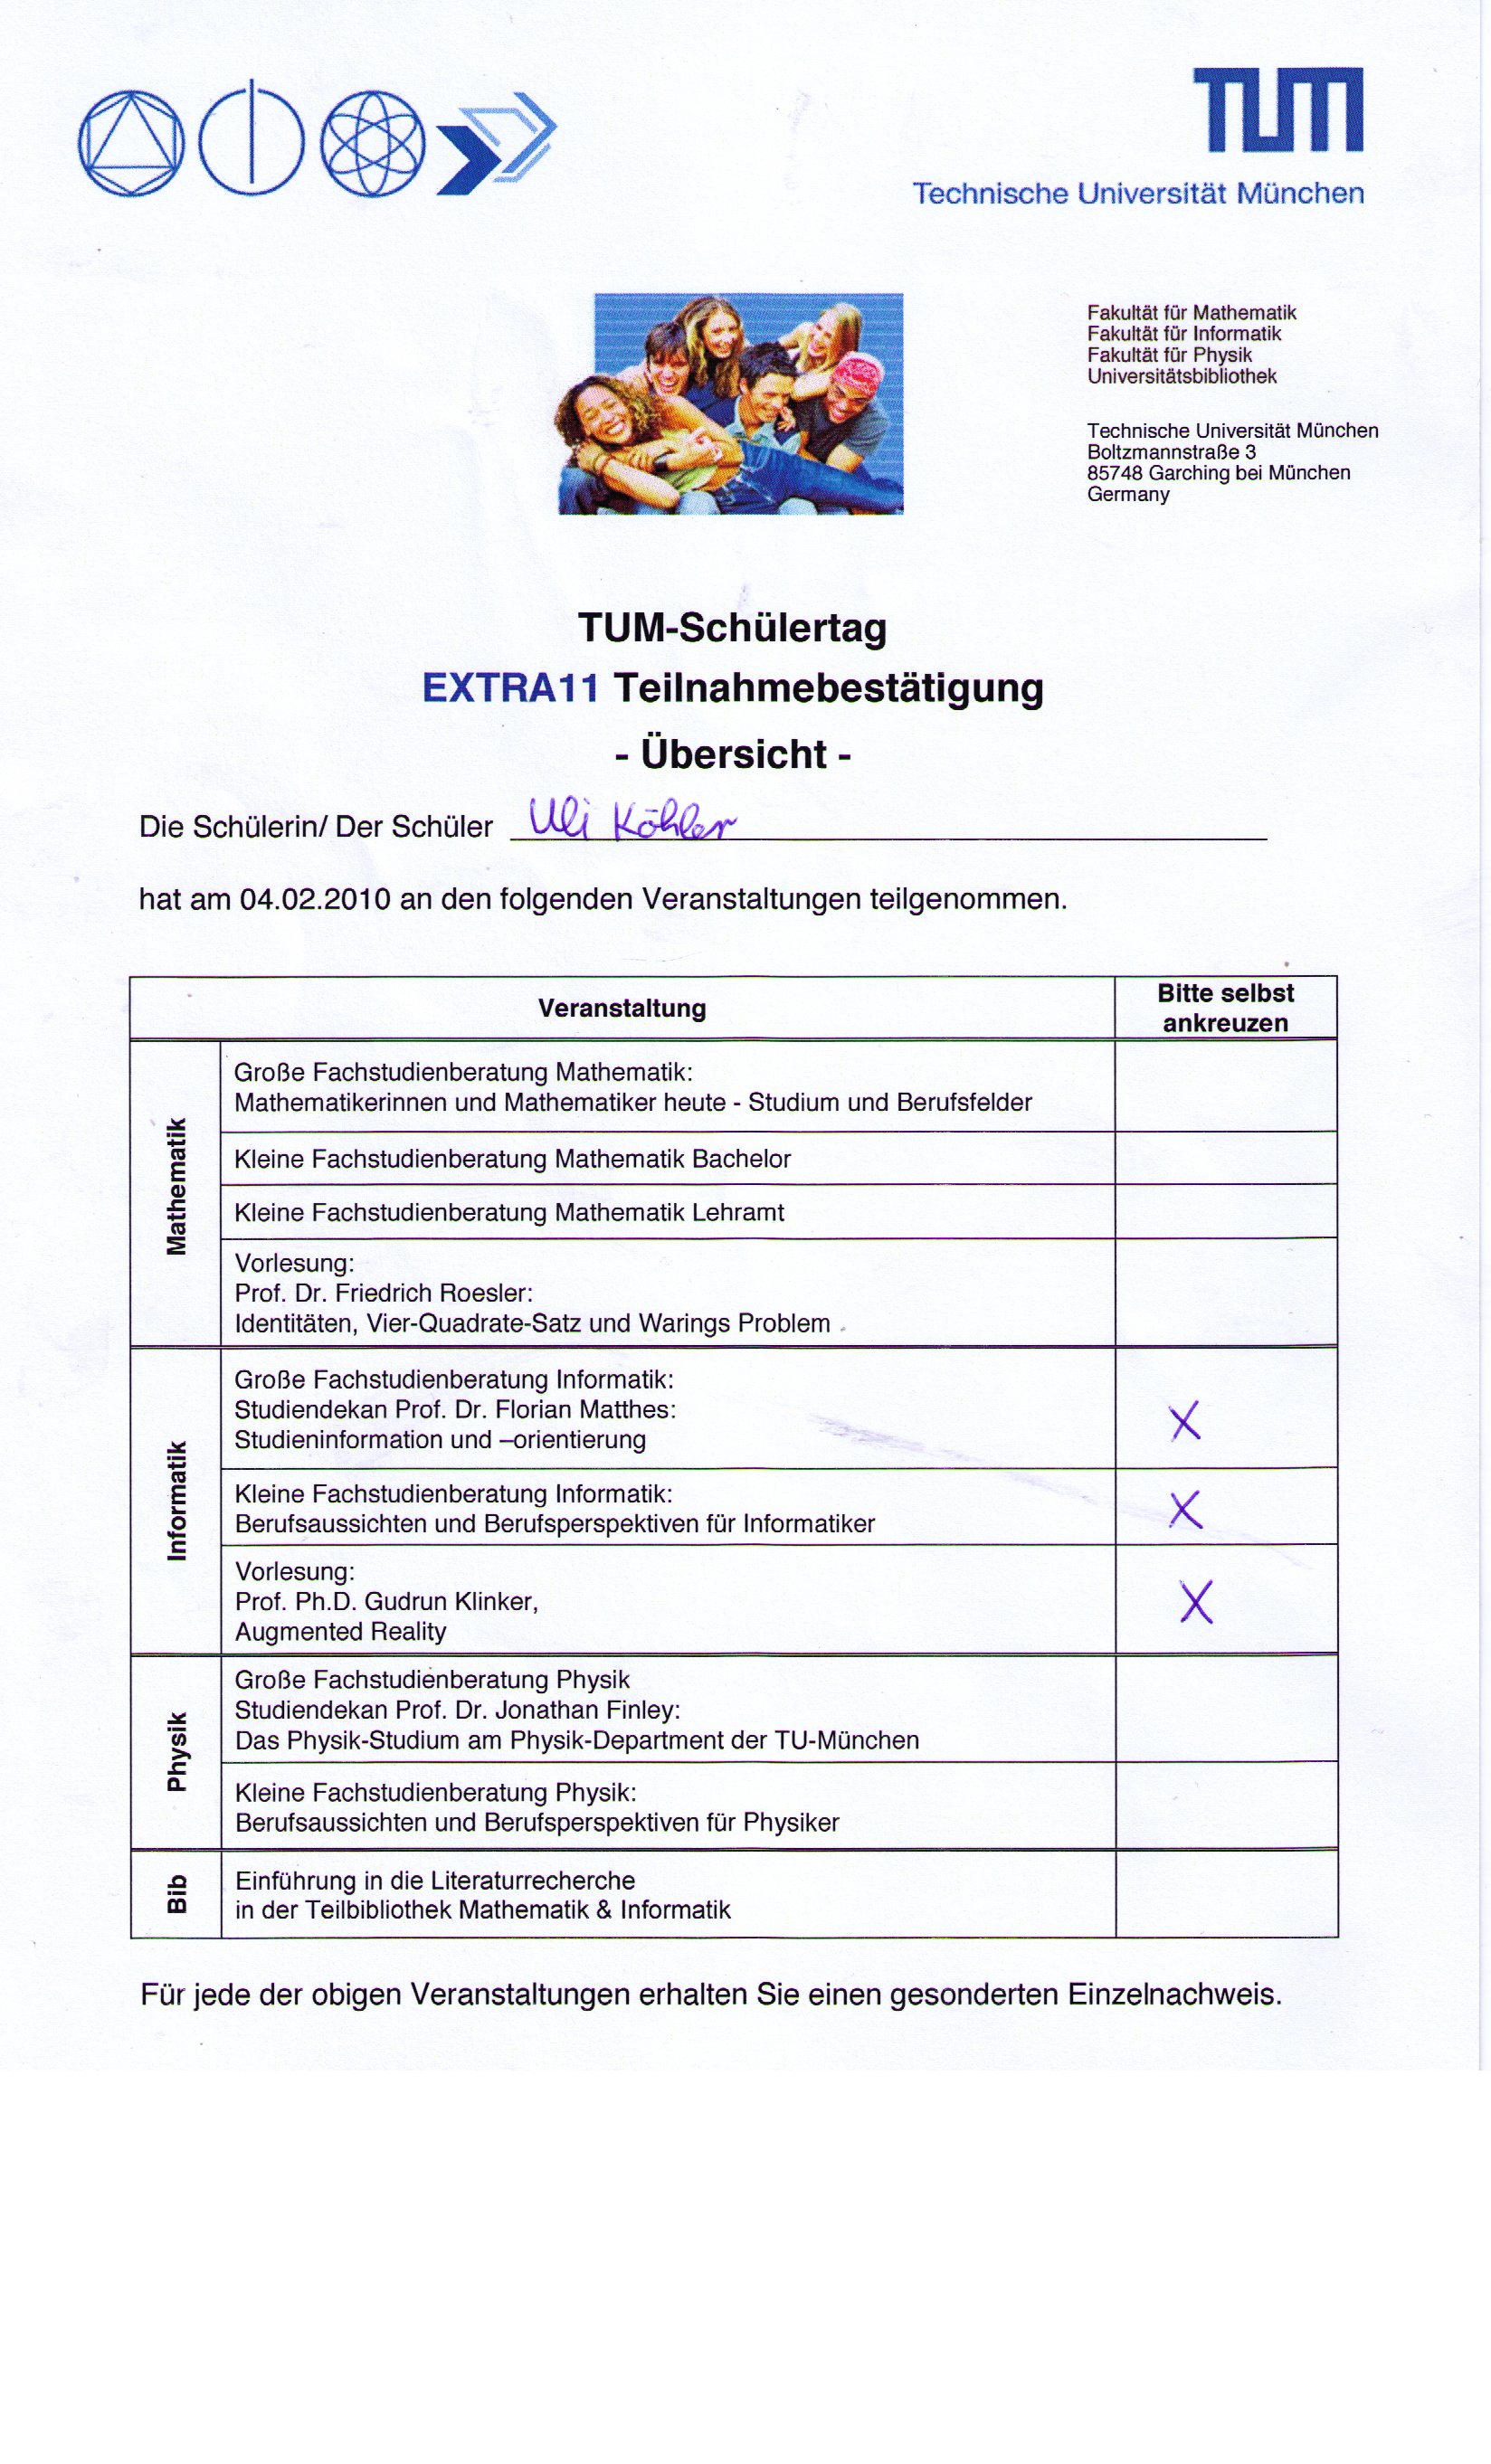 TUM
Technische Universität München
Fakultät für Mathematik
Fakultät für Informatik
Fakultät für Physik
Universitätsbibliothek
Technische Universität München
Boltzmannstraße 3
85748 Garching bei München
Germany
TUM-Schülertag
EXTRA11 Teilnahmebestätigung
- Übersicht -
Die Schülerin/ Der Schüler Uli Köhler
hat am 04.02.2010 an den folgenden Veranstaltungen teilgenommen.
Veranstaltung
Bitte selbst
ankreuzen
Mathematik
Große Fachstudienberatung Mathematik:
Mathematikerinnen und Mathematiker heute - Studium und Berufsfelder
Kleine Fachstudienberatung Mathematik Bachelor
Kleine Fachstudienberatung Mathematik Lehramt
Vorlesung:
Prof. Dr. Friedrich Roesler:
Identitäten, Vier-Quadrate-Satz und Warings Problem
Informatik
Große Fachstudienberatung Informatik:
Studiendekan Prof. Dr. Florian Matthes:
Studieninformation und –orientierung
X
Kleine Fachstudienberatung Informatik:
Berufsaussichten und Berufsperspektiven für Informatiker
X
Vorlesung:
Prof. Ph.D. Gudrun Klinker,
Augmented Reality
X
Physik
Große Fachstudienberatung Physik
Studiendekan Prof. Dr. Jonathan Finley:
Das Physik-Studium am Physik-Department der TU-München
Kleine Fachstudienberatung Physik:
Berufsaussichten und Berufsperspektiven für Physiker
Bib
Einführung in die Literaturrecherche
in der Teilbibliothek Mathematik & Informatik
Für jede der obigen Veranstaltungen erhalten Sie einen gesonderten Einzelnachweis.